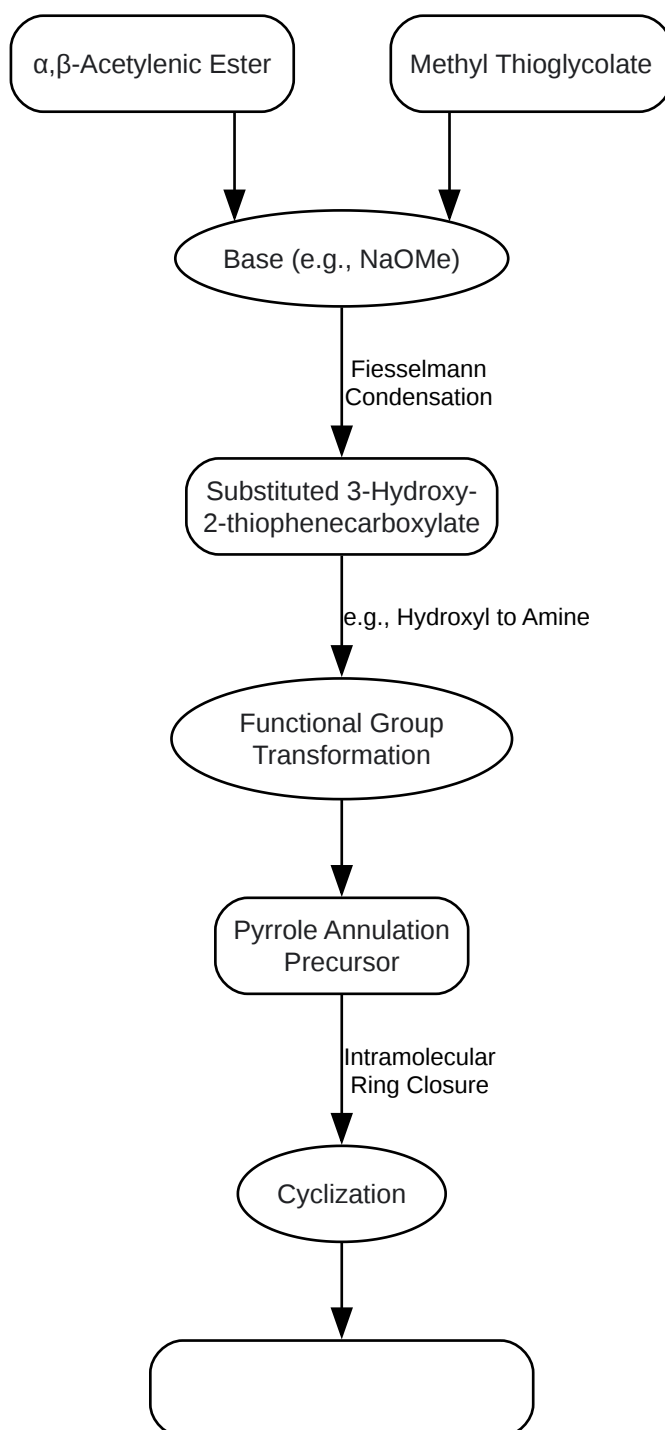 α,β-Acetylenic Ester
Methyl Thioglycolate
Base (e.g., NaOMe)
Fiesselmann
Condensation
Substituted 3-Hydroxy-
2-thiophenecarboxylate
e.g., Hydroxyl to Amine
Functional Group
Transformation
Pyrrole Annulation
Precursor
Intramolecular
Ring Closure
Cyclization